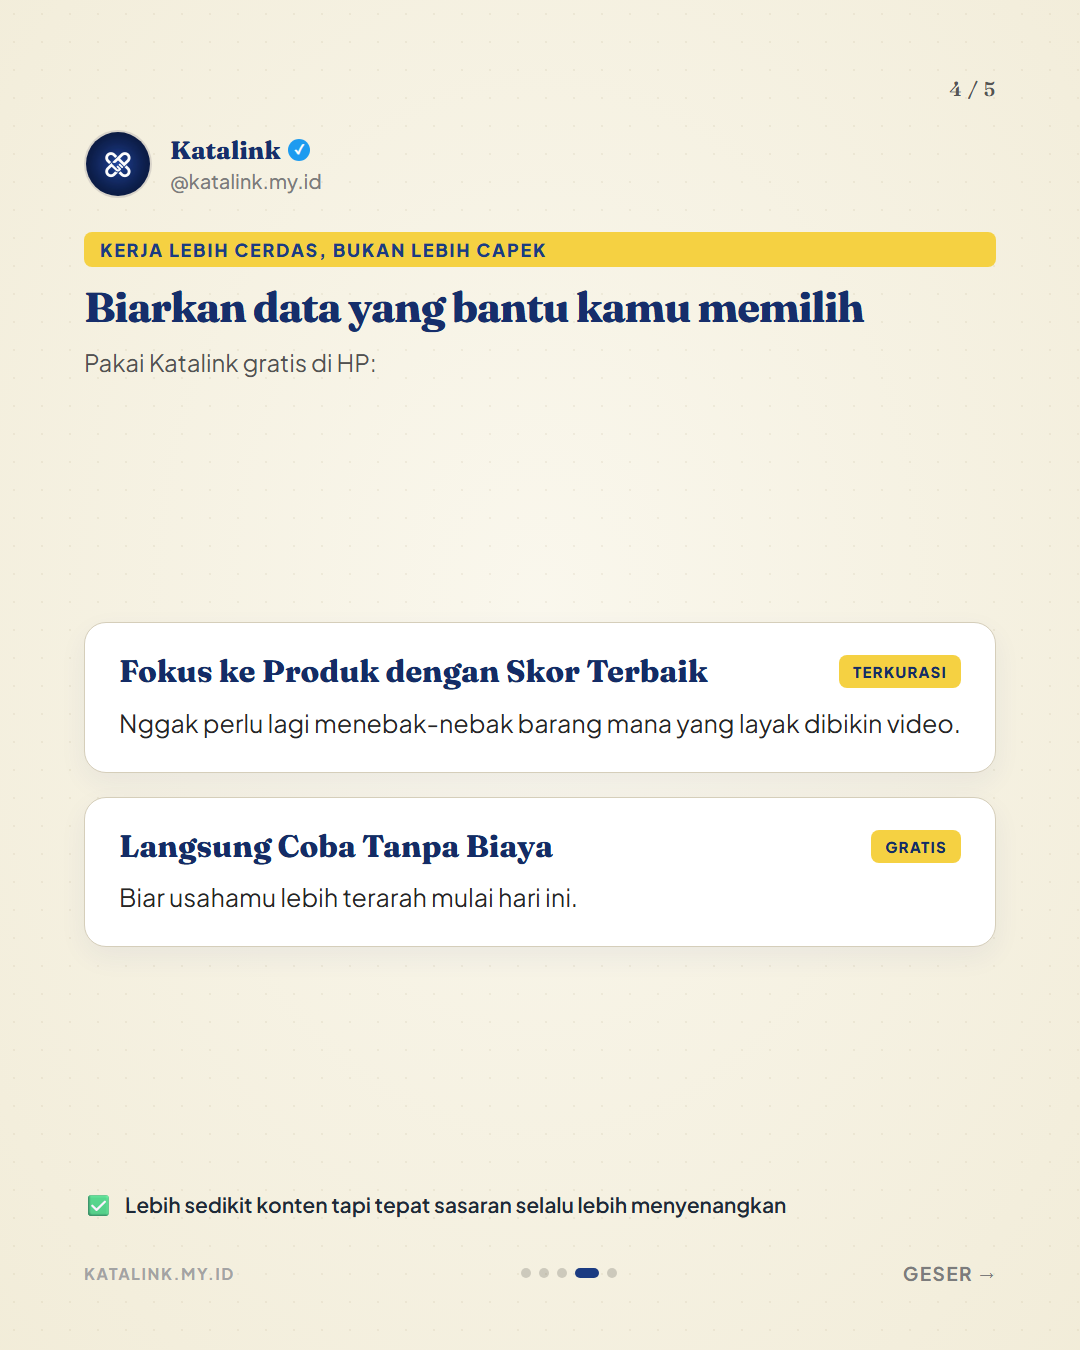 4 / 5
Katalink
@katalink.my.id
KERJA LEBIH CERDAS, BUKAN LEBIH CAPEK
Biarkan data yang bantu kamu memilih
Pakai Katalink gratis di HP:
Fokus ke Produk dengan Skor Terbaik
TERKURASI
Nggak perlu lagi menebak-nebak barang mana yang layak dibikin video.
Langsung Coba Tanpa Biaya
GRATIS
Biar usahamu lebih terarah mulai hari ini.
✅ Lebih sedikit konten tapi tepat sasaran selalu lebih menyenangkan
KATALINK.MY.ID
GESER →